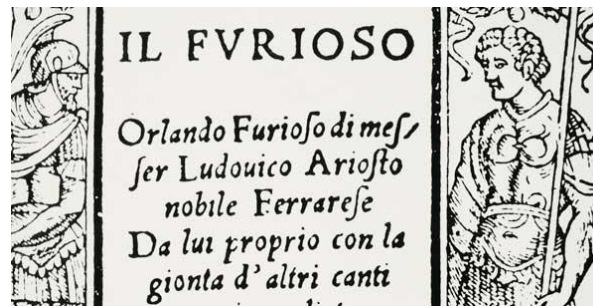 IL FVRIOSO
Orlando Furioſo di meſ/
ſer Ludouico Arioſto
nobile Ferrareſe
Da lui proprio con la
gionta d'altri canti